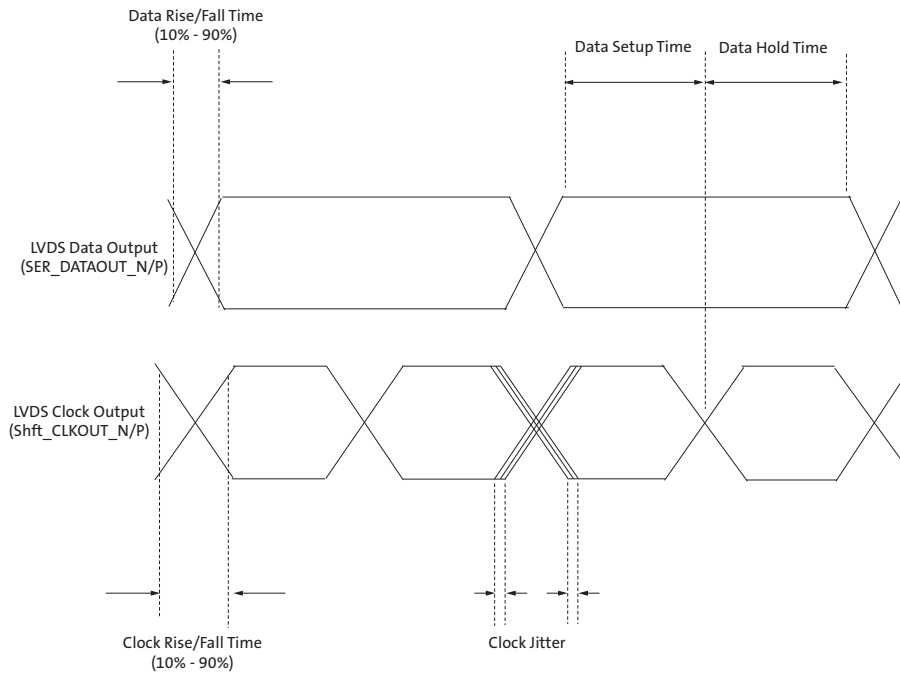 Data Rise/Fall Time
(10% - 90%)
Data Setup Time
Data Hold Time
LVDS Data Output
(SER_DATAOUT_N/P)
LVDS Clock Output
(Shft_CLKOUT_N/P)
Clock Rise/Fall Time
(10% - 90%)
Clock Jitter